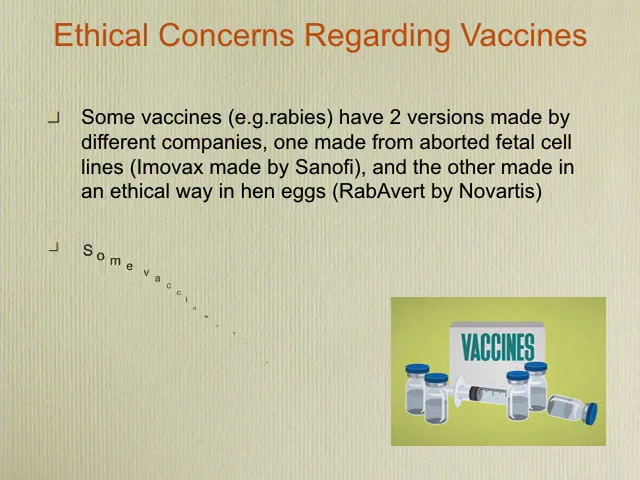 Ethical Concerns Regarding Vaccines
Some vaccines (e.g.rabies) have 2 versions made by
different companies, one made from aborted fetal cell
lines (Imovax made by Sanofi), and the other made in
an ethical way in hen eggs (RabAvert by Novartis)
Some vaccin
VACCINES